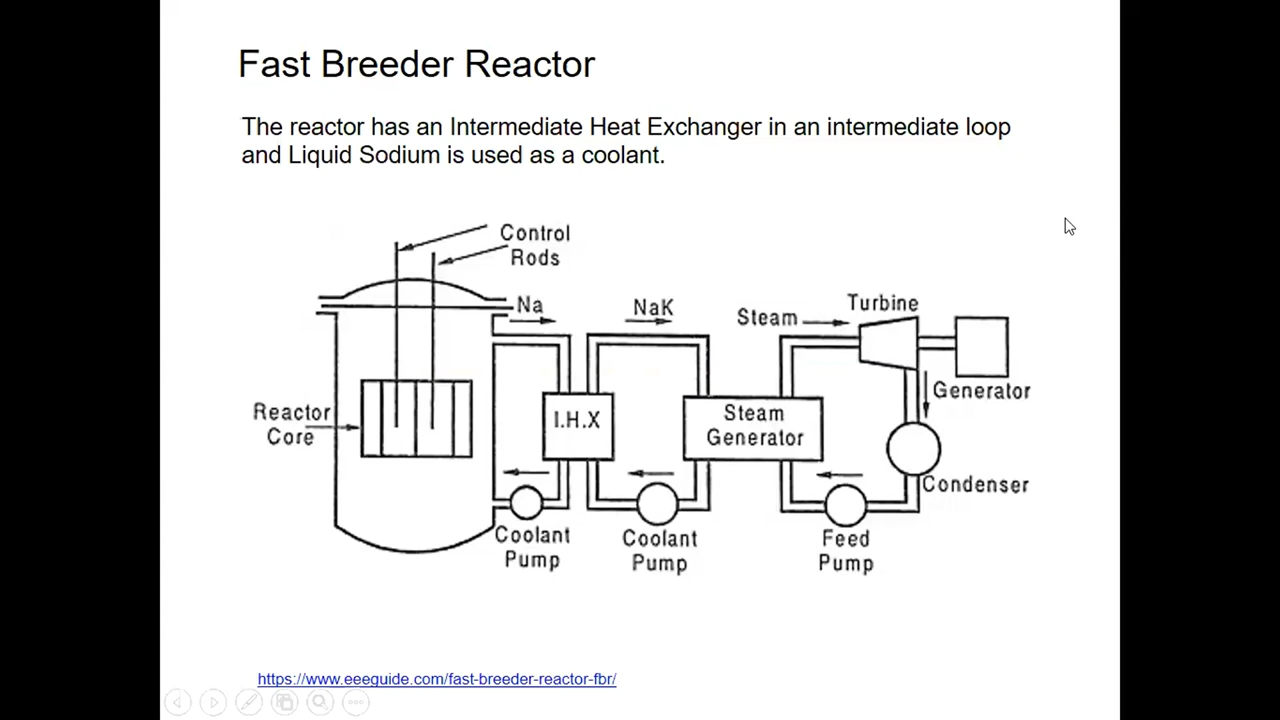 Fast Breeder Reactor
The reactor has an Intermediate Heat Exchanger in an intermediate loop
and Liquid Sodium is used as a coolant.
Control
Rods
Na
NaK
Steam
Turbine
Generator
Reactor
Core
I.H.X
Steam
Generator
Condenser
Coolant
Pump
Coolant
Pump
Feed
Pump
https://www.eeeguide.com/fast-breeder-reactor-fbr/